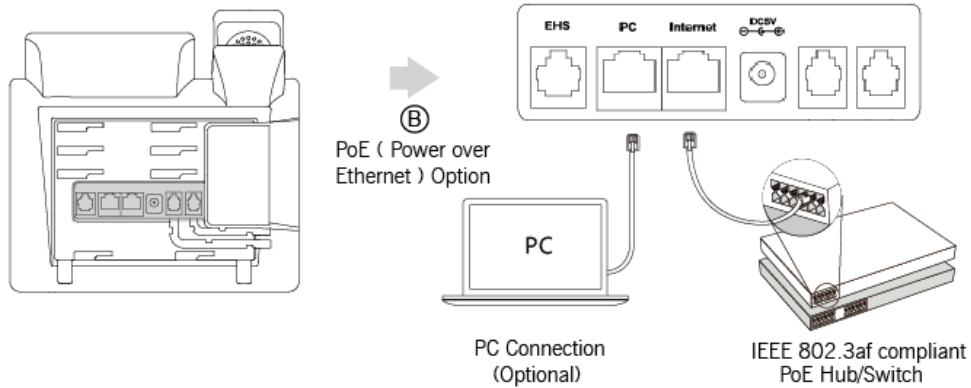 EHS PC Internet DC5V
Ⓑ
PoE ( Power over
Ethernet ) Option
PC
PC Connection
(Optional)
IEEE 802.3af compliant
PoE Hub/Switch